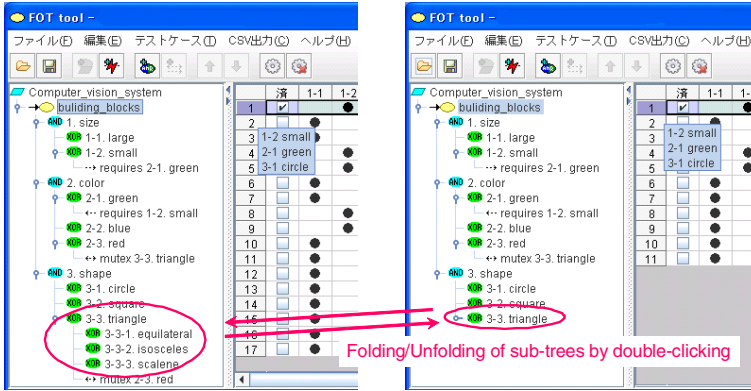 FOT tool –
ファイル(F) 編集(E) テストケース(T) CSV出力(C) ヘルプ(H)
Computer_vision_system
buliding_blocks
AND 1. size
XOR 1-1. large
XOR 1-2. small
requires 2-1. green
AND 2. color
XOR 2-1. green
requires 1-2. small
XOR 2-2. blue
XOR 2-3. red
mutex 3-3. triangle
AND 3. shape
XOR 3-1. circle
XOR 3-2. square
XOR 3-3. triangle
XOR 3-3-1. equilateral
XOR 3-3-2. isosceles
XOR 3-3-3. scalene
mutex 2-3. red
済 1-1 1-2
1
2
3
4
5
6
7
8
9
10
11
12
13
14
15
16
17
1-2 small
2-1 green
3-1 circle
FOT tool –
ファイル(F) 編集(E) テストケース(T) CSV出力(C) ヘルプ(H)
Computer_vision_system
buliding_blocks
AND 1. size
XOR 1-1. large
XOR 1-2. small
requires 2-1. green
AND 2. color
XOR 2-1. green
requires 1-2. small
XOR 2-2. blue
XOR 2-3. red
mutex 3-3. triangle
AND 3. shape
XOR 3-1. circle
XOR 3-2. square
XOR 3-3. triangle
済 1-1 1-
1
2
3
4
5
6
7
8
9
10
11
1-2 small
2-1 green
3-1 circle
Folding/Unfolding of sub-trees by double-clicking